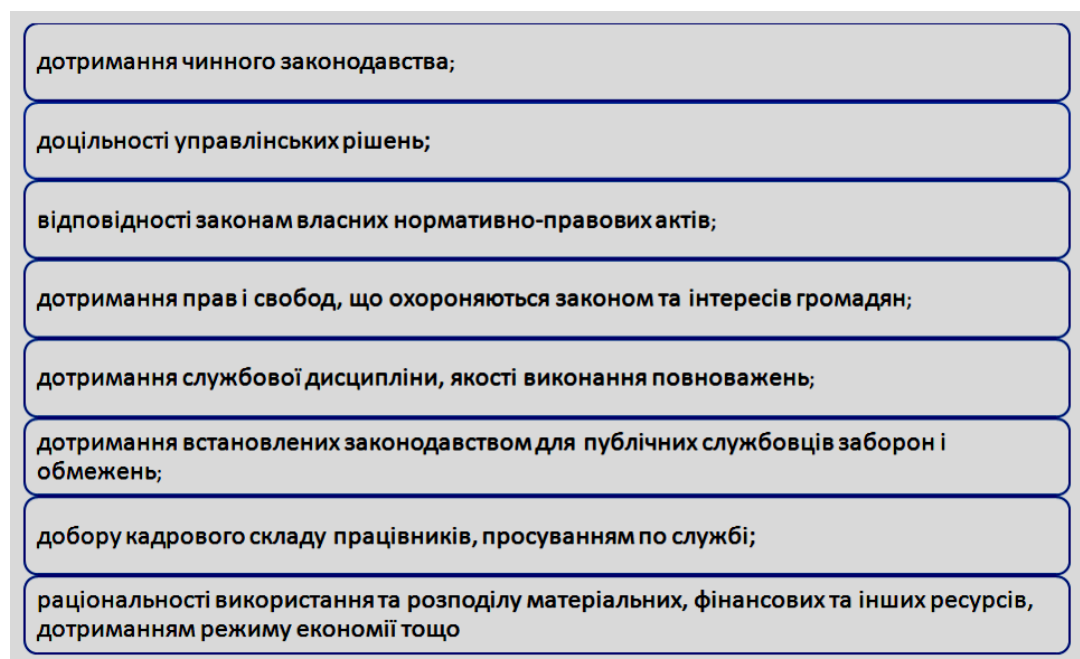 дотримання чинного законодавства;
доцільності управлінських рішень;
відповідності законам власних нормативно-правових актів;
дотримання прав і свобод, що охороняються законом та інтересів громадян;
дотримання службової дисципліни, якості виконання повноважень;
дотримання встановлених законодавством для публічних службовців заборон і
обмежень;
добору кадрового складу працівників, просуванням по службі;
раціональності використання та розподілу матеріальних, фінансових та інших ресурсів,
дотриманням режиму економії тощо